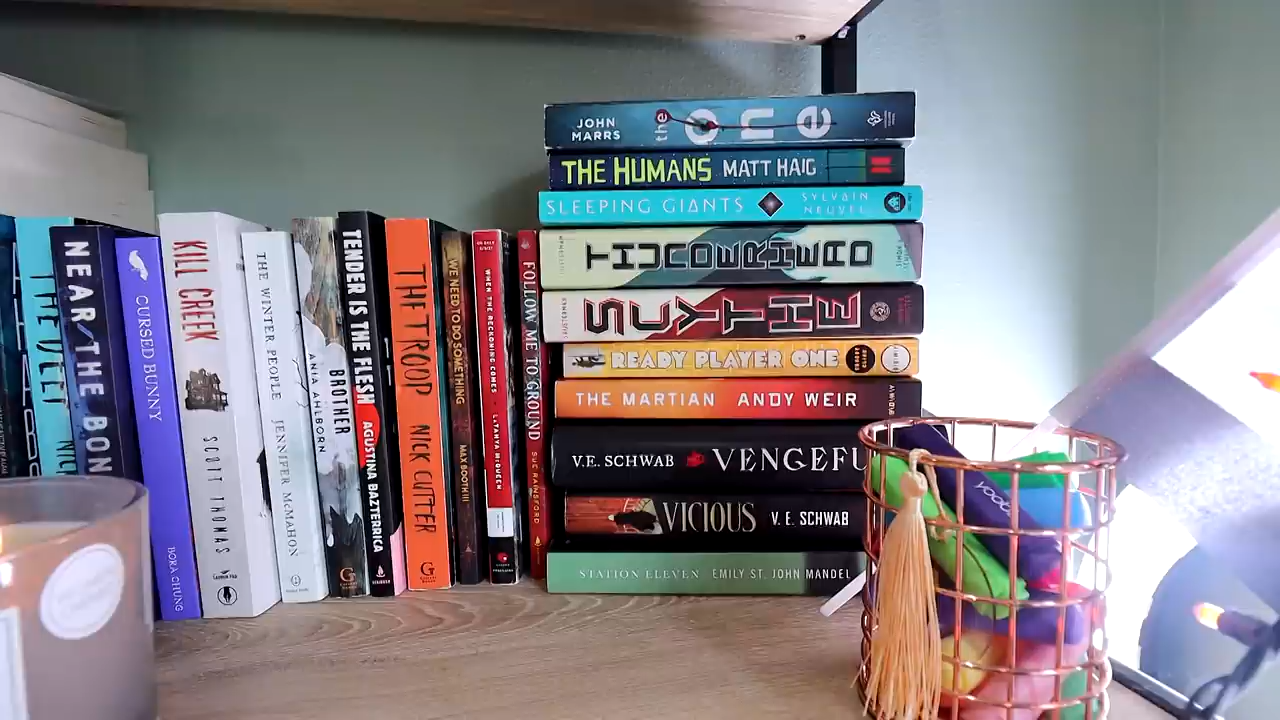 THE DEEP
NEAR THE BON
CURSED BUNNY
BORA CHUNG
KILL CREEK
SCOTT THOMAS
THE WINTER PEOPLE
JENNIFER McMAHON
BROTHER
ANIA AHLBORN
TENDER IS THE FLESH
AGUSTINA BAZTERRICA
THE TROOP
NICK CUTTER
WE NEED TO DO SOMETHING
MAX BOOTH III
WHEN THE RECKONING COMES
LATANYA McQUEEN
FOLLOW ME TO GROUND
SUE RAINSFORD
JOHN
MARRS
the one
THE HUMANS MATT HAIG
SLEEPING GIANTS
SYLVAIN
NEUVEL
THUNDERHEAD
SCYTHE
READY PLAYER ONE
THE MARTIAN ANDY WEIR
V.E. SCHWAB VENGEFU
VICIOUS V. E. SCHWAB
STATION ELEVEN EMILY ST. JOHN MANDEL
yoobi